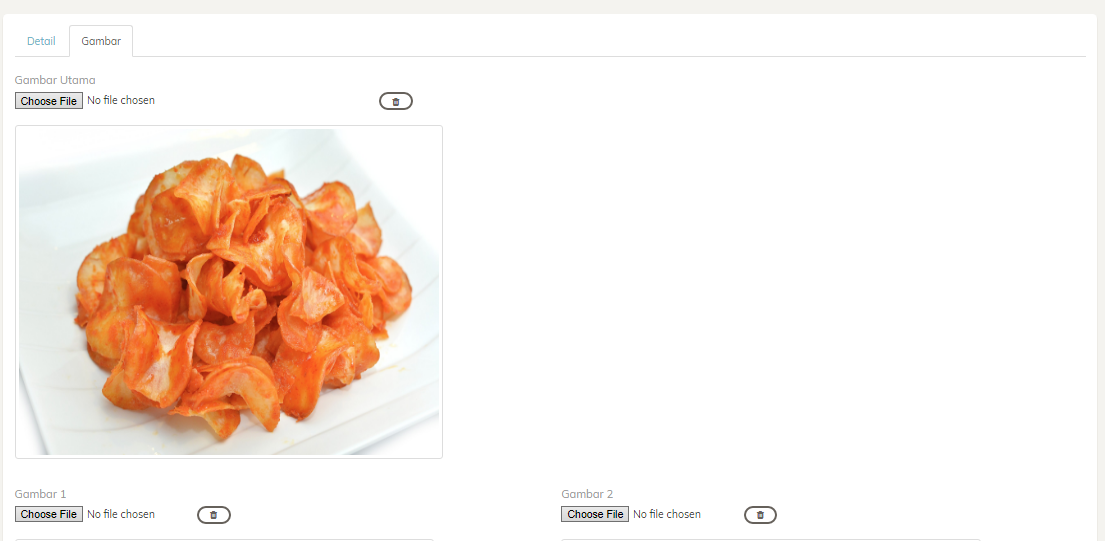 Detail Gambar
Gambar Utama
Choose File No file chosen
Gambar 1
Choose File No file chosen
Gambar 2
Choose File No file chosen